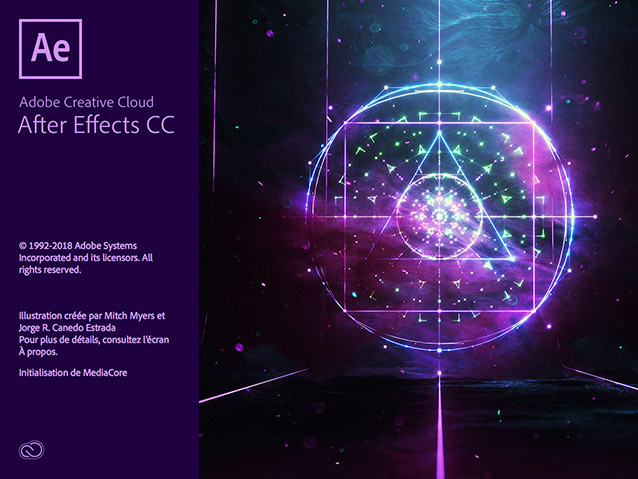 Ae
Adobe Creative Cloud
After Effects CC
© 1992-2018 Adobe Systems
Incorporated and its licensors. All
rights reserved.
Illustration créée par Mitch Myers et
Jorge R. Canedo Estrada
Pour plus de détails, consultez l'écran
À propos.
Initialisation de MediaCore